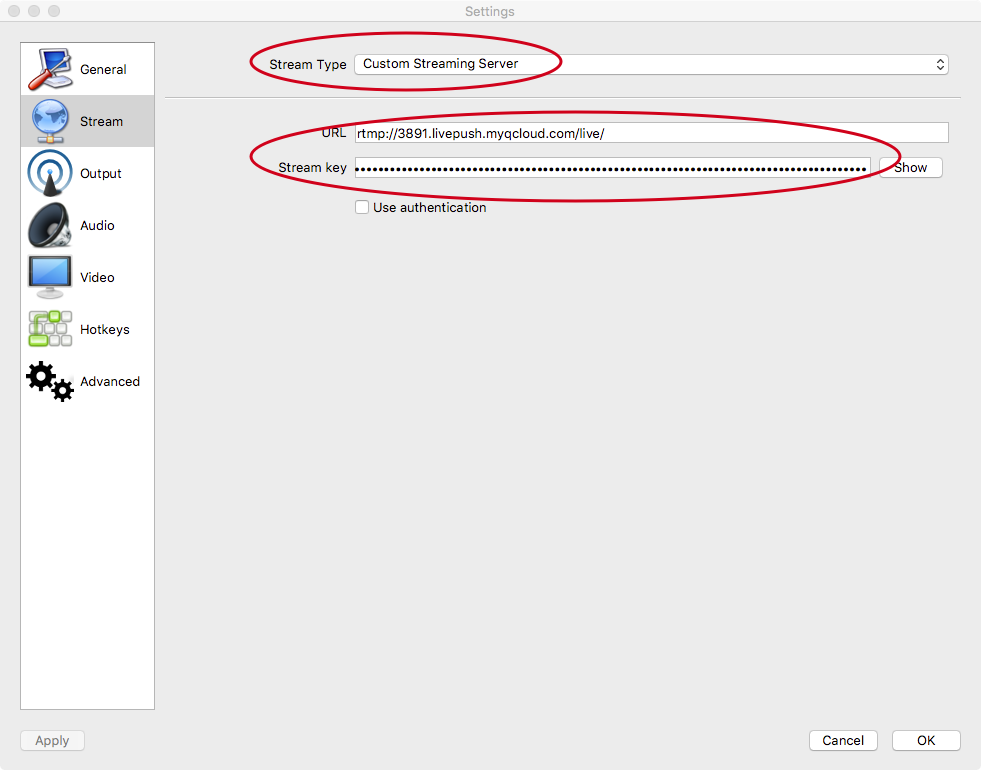 Settings
General
Stream
Output
Audio
Video
Hotkeys
Advanced
Stream Type Custom Streaming Server
URL rtmp://3891.livepush.myqcloud.com/live/
Stream key ●●●●●●●●●●●●●●●●●●●●●●●●●●●●●●●●●●●●●●●●●●●●●●●●●●●●●●●●●●●●●●●●●●●●●●●●●●●●●●●●●●●●●● Show
Use authentication
Apply Cancel OK